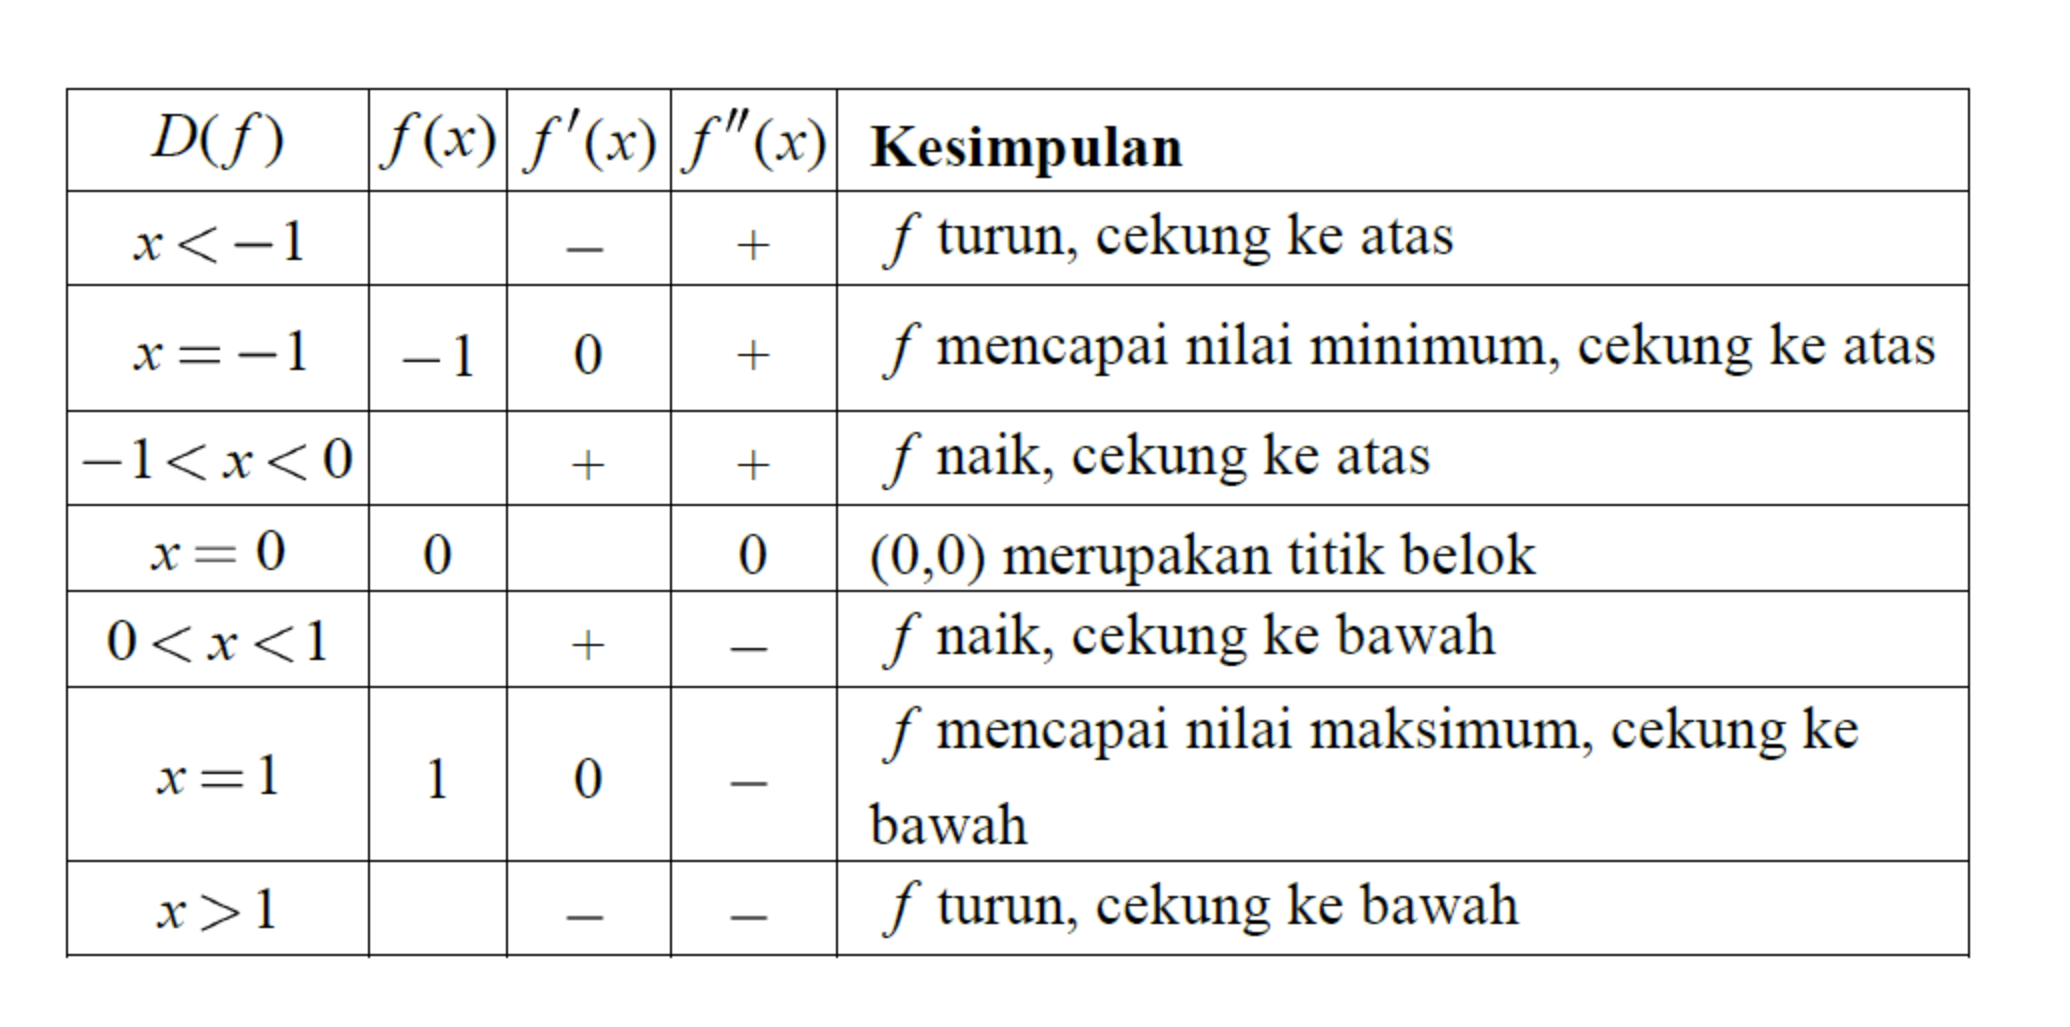 D(f) f(x) f′(x) f″(x) Kesimpulan
x < −1 − + f turun, cekung ke atas
x = −1 −1 0 + f mencapai nilai minimum, cekung ke atas
−1 < x < 0 + + f naik, cekung ke atas
x = 0 0 0 (0,0) merupakan titik belok
0 < x < 1 + − f naik, cekung ke bawah
x = 1 1 0 − f mencapai nilai maksimum, cekung ke
bawah
x > 1 − − f turun, cekung ke bawah